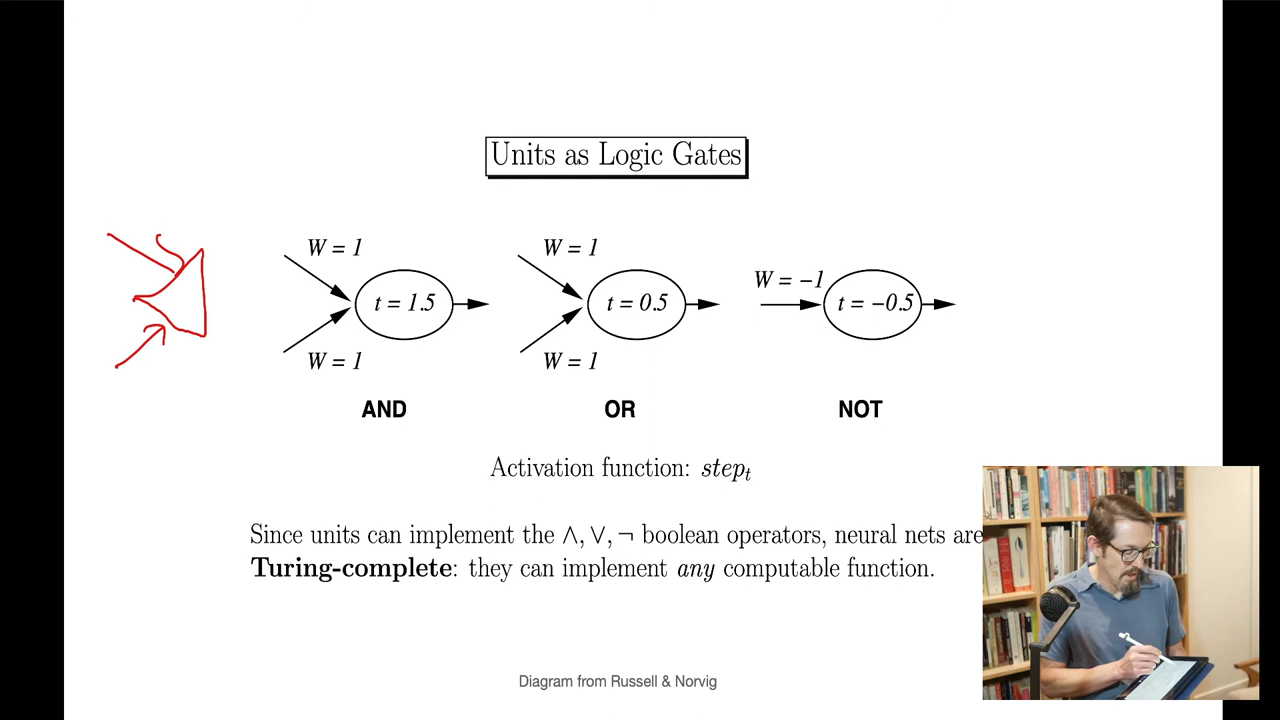 Units as Logic Gates
W = 1 W = 1 W = −1
t = 1.5 t = 0.5 t = −0.5
W = 1 W = 1
AND OR NOT
Activation function: stepₜ
Since units can implement the ∧, ∨, ¬ boolean operators, neural nets are
Turing-complete: they can implement any computable function.
Diagram from Russell & Norvig